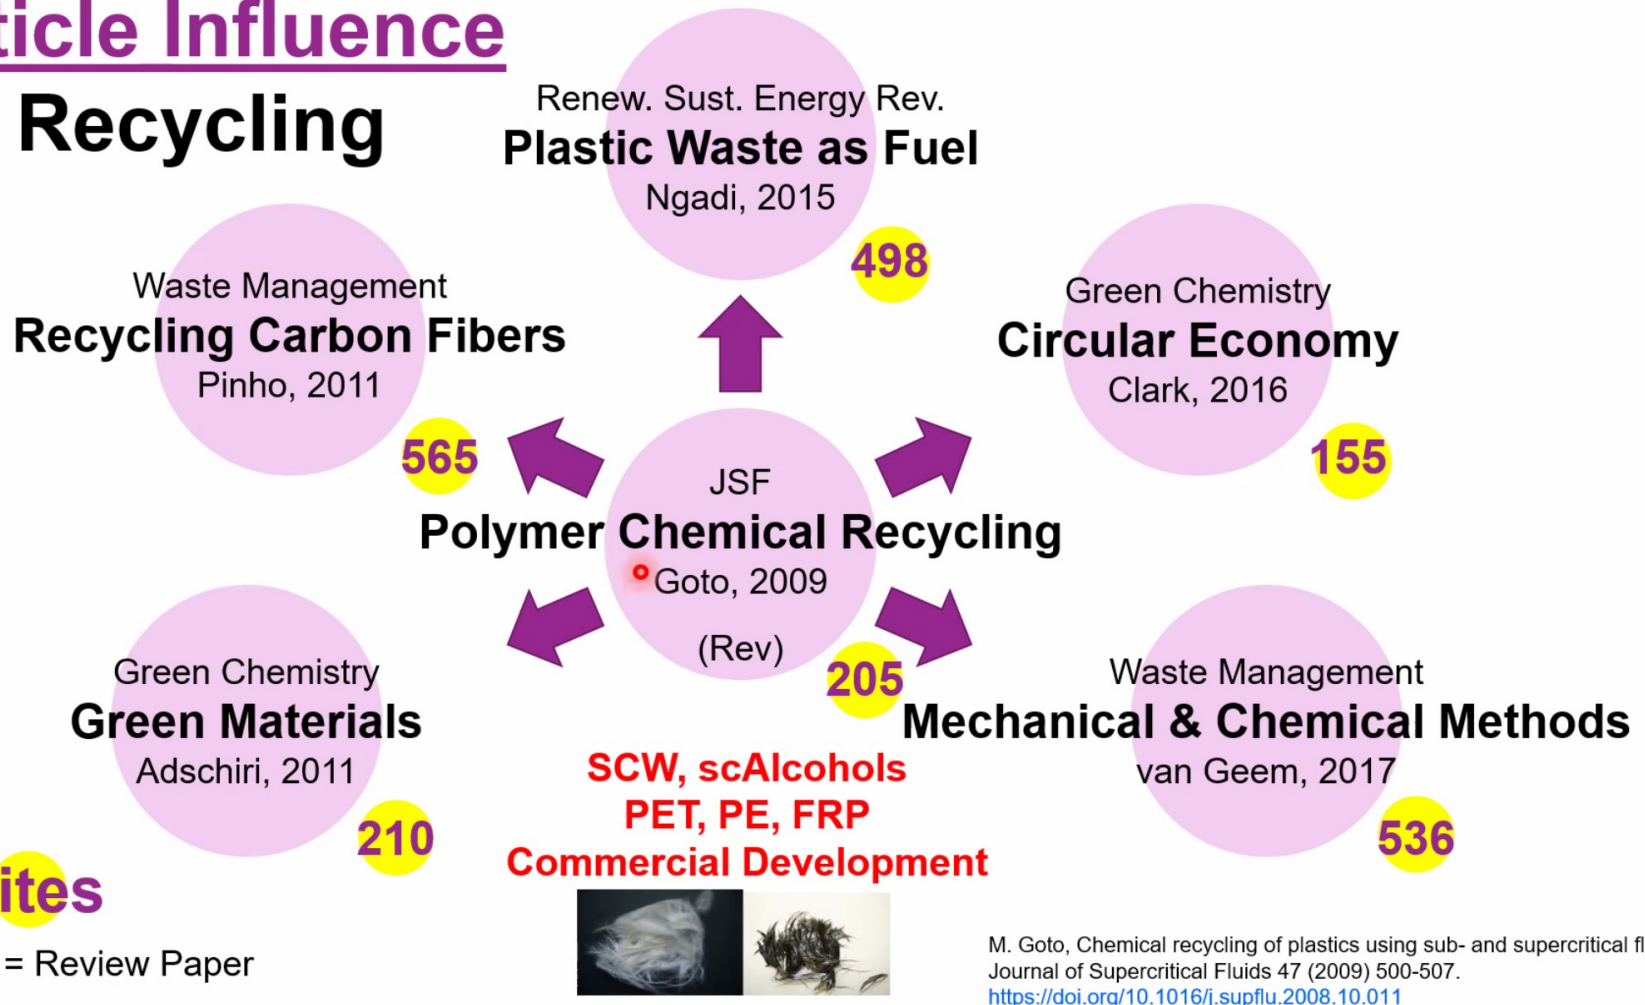 ticle Influence
Recycling
Renew. Sust. Energy Rev.
Plastic Waste as Fuel
Ngadi, 2015
498
Waste Management
Recycling Carbon Fibers
Pinho, 2011
565
Green Chemistry
Circular Economy
Clark, 2016
155
JSF
Polymer Chemical Recycling
Goto, 2009
(Rev)
205
Green Chemistry
Green Materials
Adschiri, 2011
210
Waste Management
Mechanical & Chemical Methods
van Geem, 2017
536
SCW, scAlcohols
PET, PE, FRP
Commercial Development
ites
= Review Paper
M. Goto, Chemical recycling of plastics using sub- and supercritical fl
Journal of Supercritical Fluids 47 (2009) 500-507.
https://doi.org/10.1016/j.supflu.2008.10.011